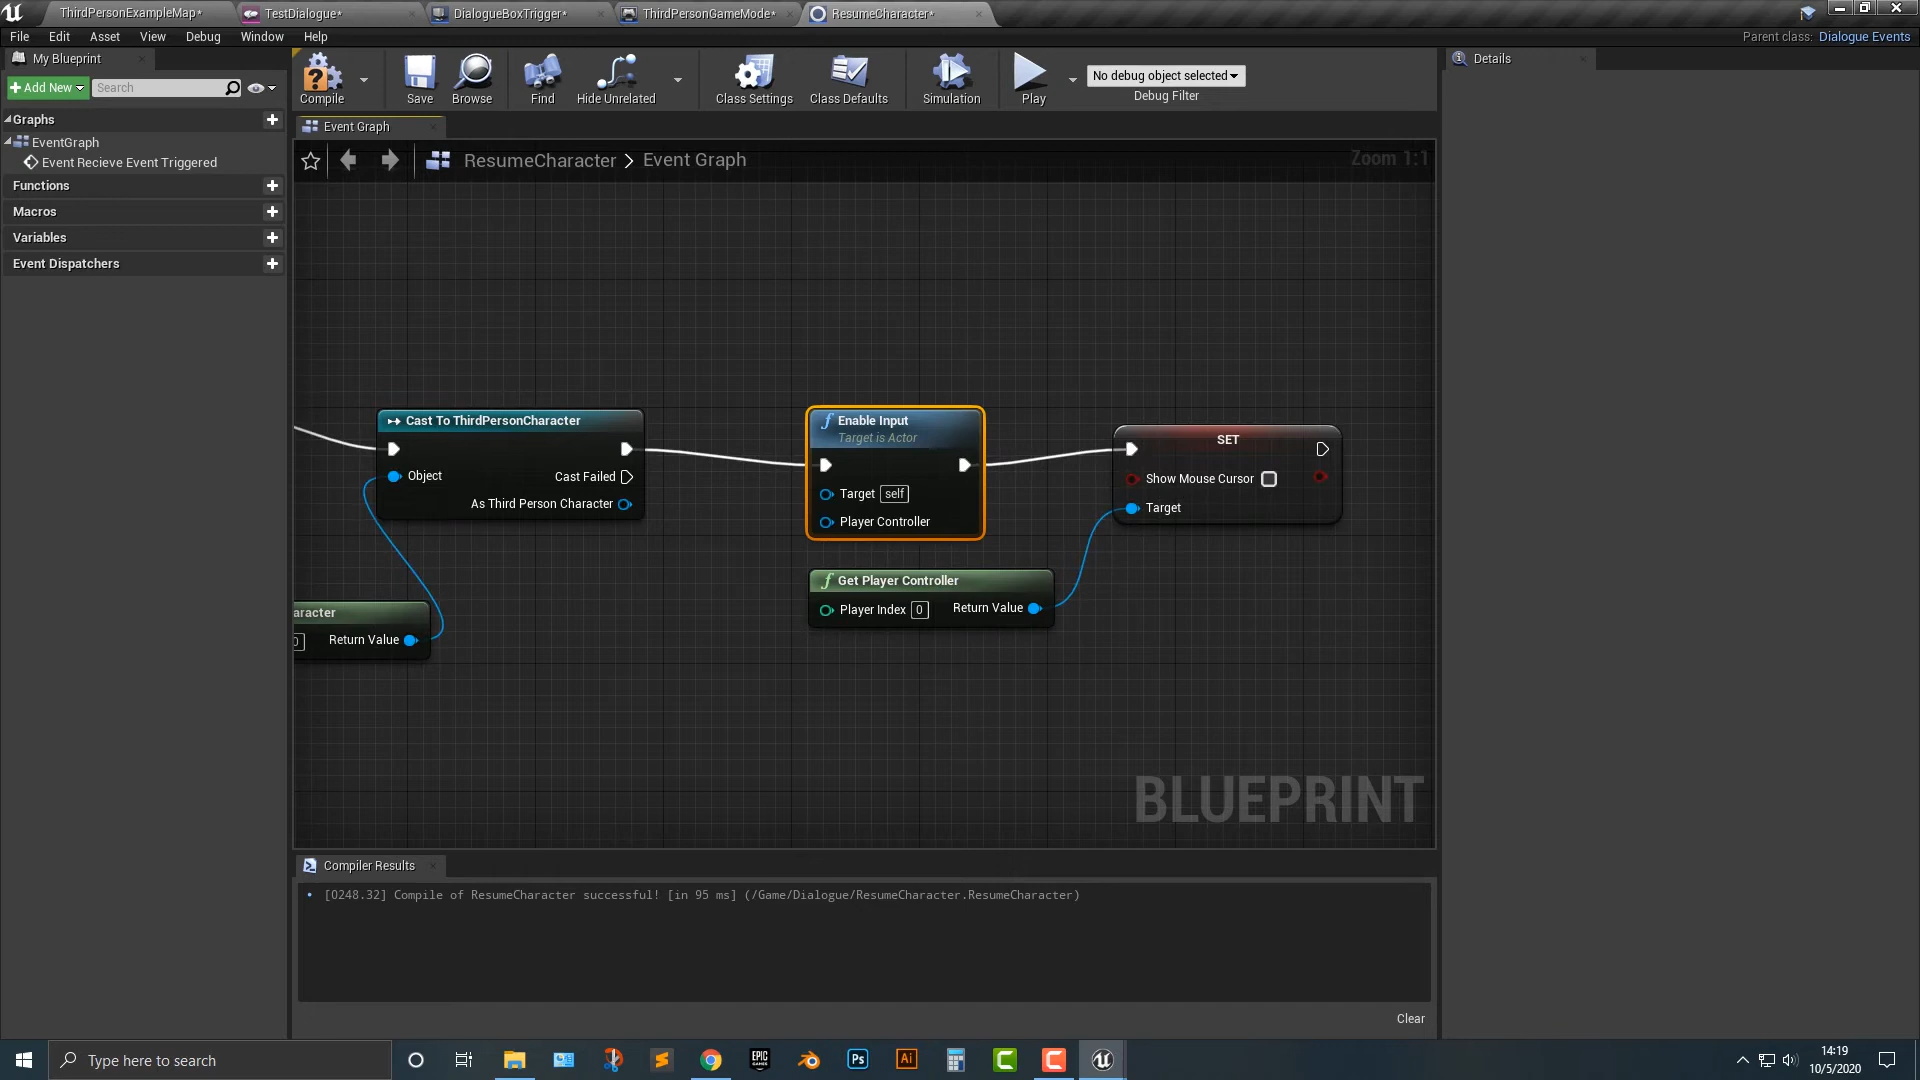 ThirdPersonExampleMap*
TestDialogue*
DialogueBoxTrigger*
ThirdPersonGameMode*
ResumeCharacter*
File Edit Asset View Debug Window Help
Parent class: Dialogue Events
My Blueprint
Add New
Search
Compile
Save
Browse
Find
Hide Unrelated
Class Settings
Class Defaults
Simulation
Play
No debug object selected
Debug Filter
Details
Graphs
EventGraph
Event Recieve Event Triggered
Functions
Macros
Variables
Event Dispatchers
Event Graph
ResumeCharacter > Event Graph
Zoom 1:1
Cast To ThirdPersonCharacter
Object
Cast Failed
As Third Person Character
Enable Input
Target is Actor
Target self
Player Controller
SET
Show Mouse Cursor
Target
Get Player Controller
Player Index 0
Return Value
aracter
Return Value
BLUEPRINT
Compiler Results
• [0248.32] Compile of ResumeCharacter successful! [in 95 ms] (/Game/Dialogue/ResumeCharacter.ResumeCharacter)
Clear
Type here to search
EPIC GAMES
Ps
Ai
14:19
10/5/2020